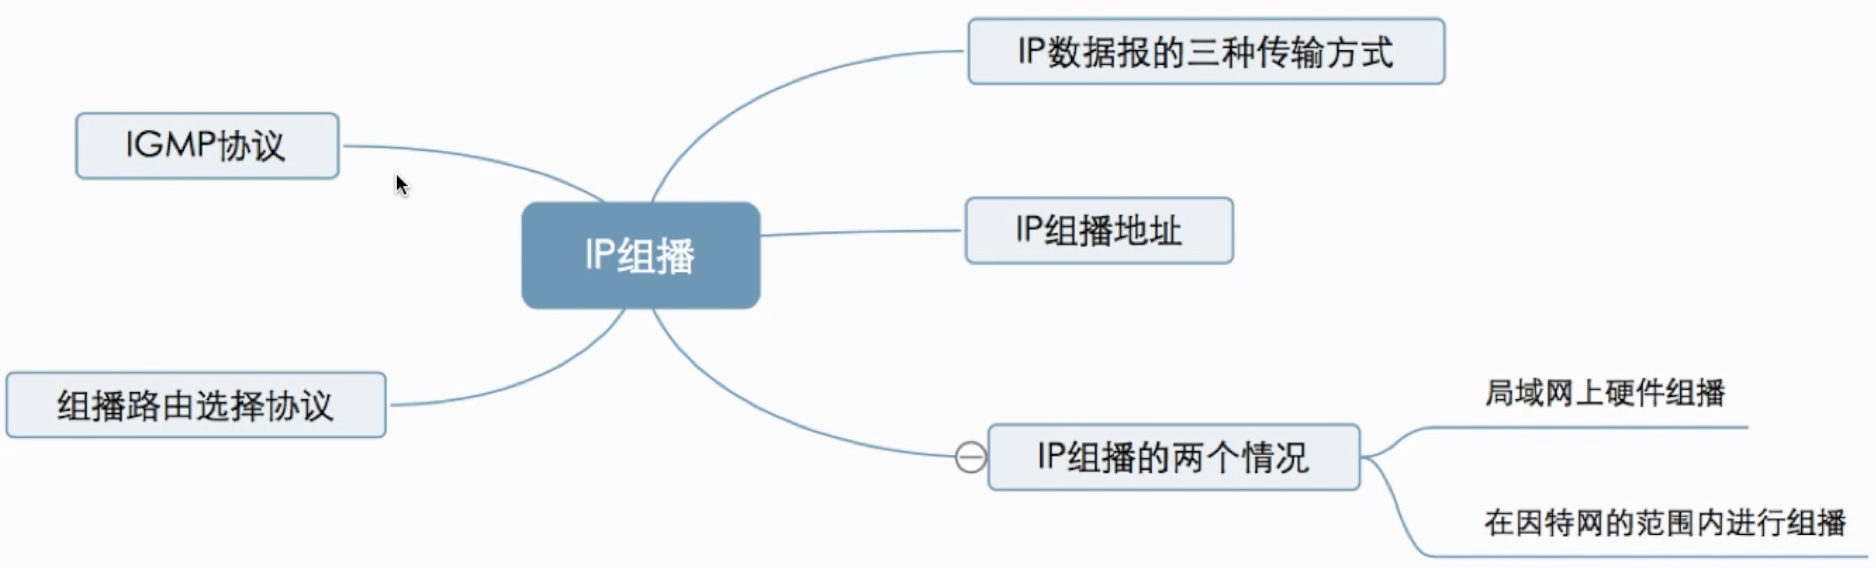 IP数据报的三种传输方式
IGMP协议
IP组播地址
IP组播
组播路由选择协议
局域网上硬件组播
IP组播的两个情况
在因特网的范围内进行组播